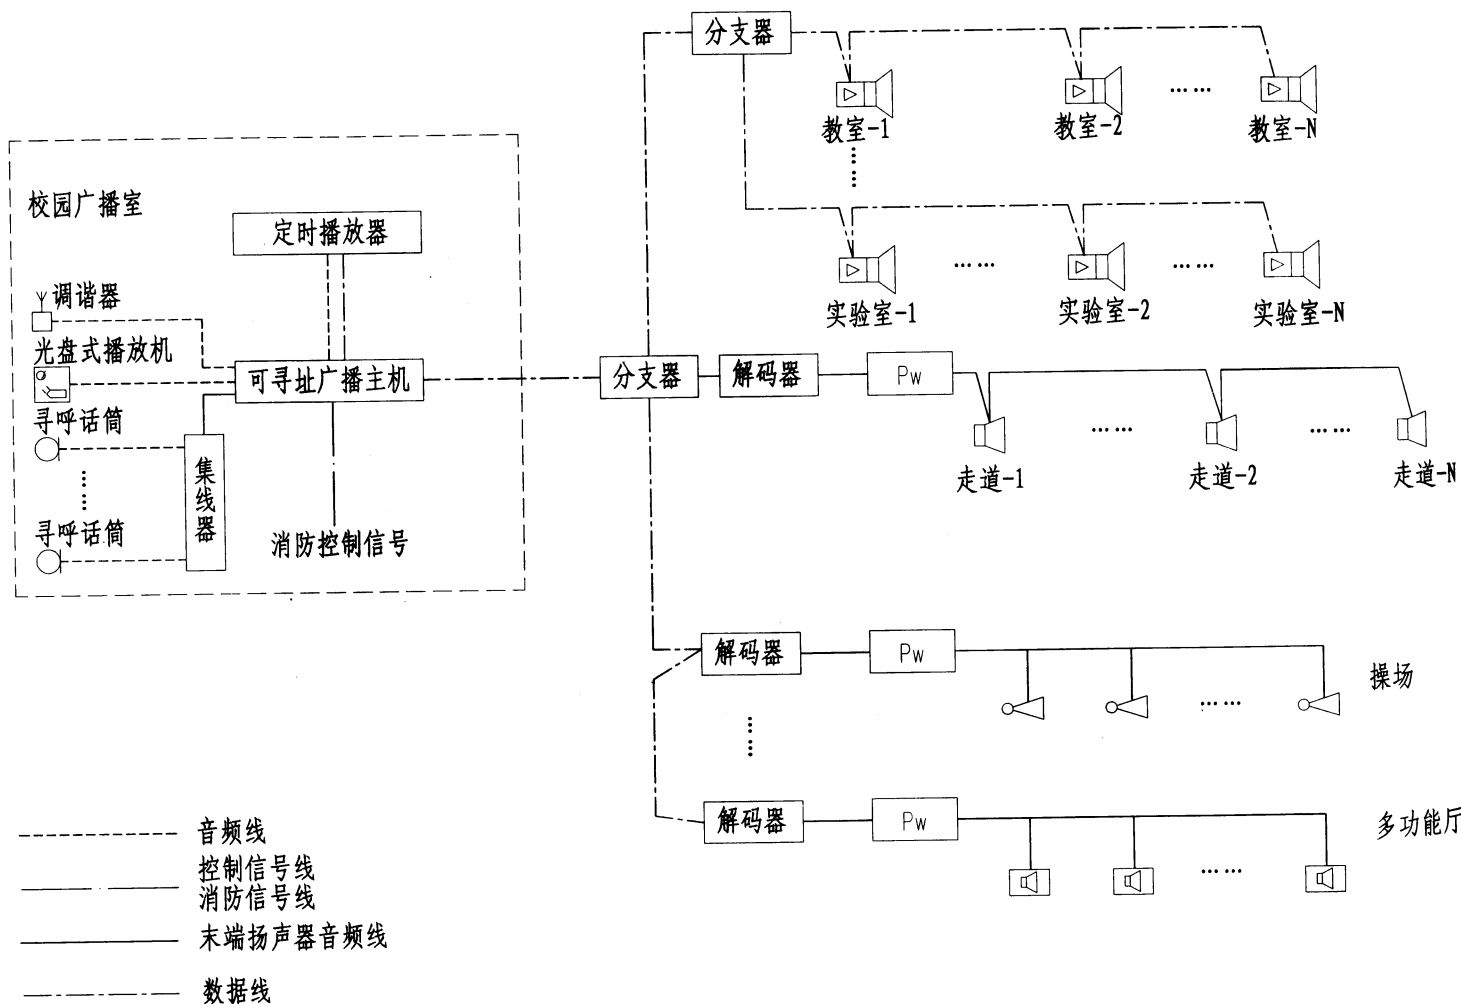 分支器
教室-1
教室-2
……
教室-N
……
校园广播室
定时播放器
实验室-1
……
实验室-2
……
实验室-N
调谐器
光盘式播放机
可寻址广播主机
分支器
解码器
Pw
寻呼话筒
……
集线器
寻呼话筒
消防控制信号
走道-1
……
走道-2
……
走道-N
解码器
Pw
……
操场
……
解码器
Pw
……
多功能厅
音频线
控制信号线
消防信号线
末端扬声器音频线
数据线